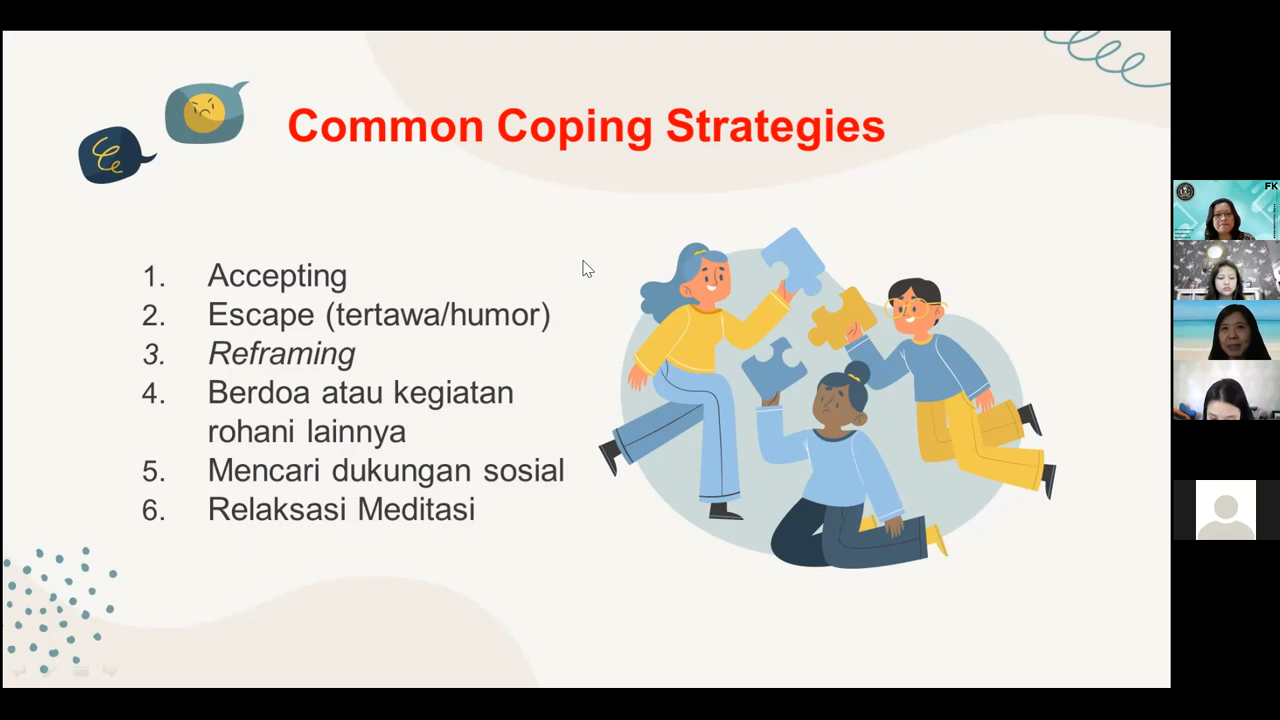 Common Coping Strategies
1. Accepting
2. Escape (tertawa/humor)
3. Reframing
4. Berdoa atau kegiatan
rohani lainnya
5. Mencari dukungan sosial
6. Relaksasi Meditasi
FK